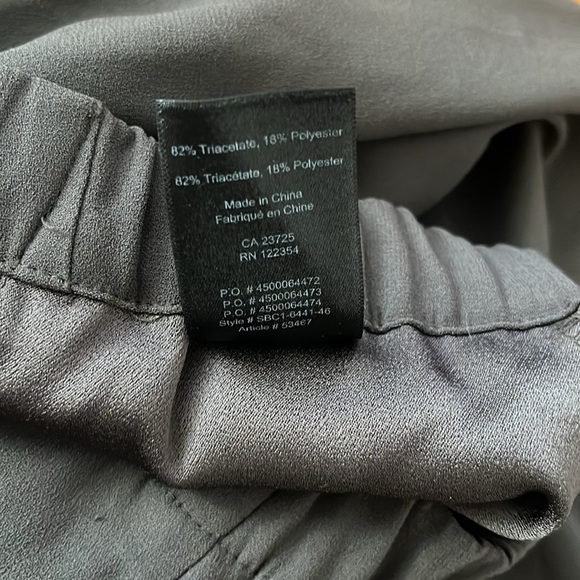 82% Triacetate, 18% Polyester
82% Triacétate, 18% Polyester
Made in China
Fabriqué en Chine
CA 23725
RN 122354
P.O. # 4500064472
P.O. # 4500064473
P.O. # 4500064474
Style # SBC1-6441-46
Article # 53467